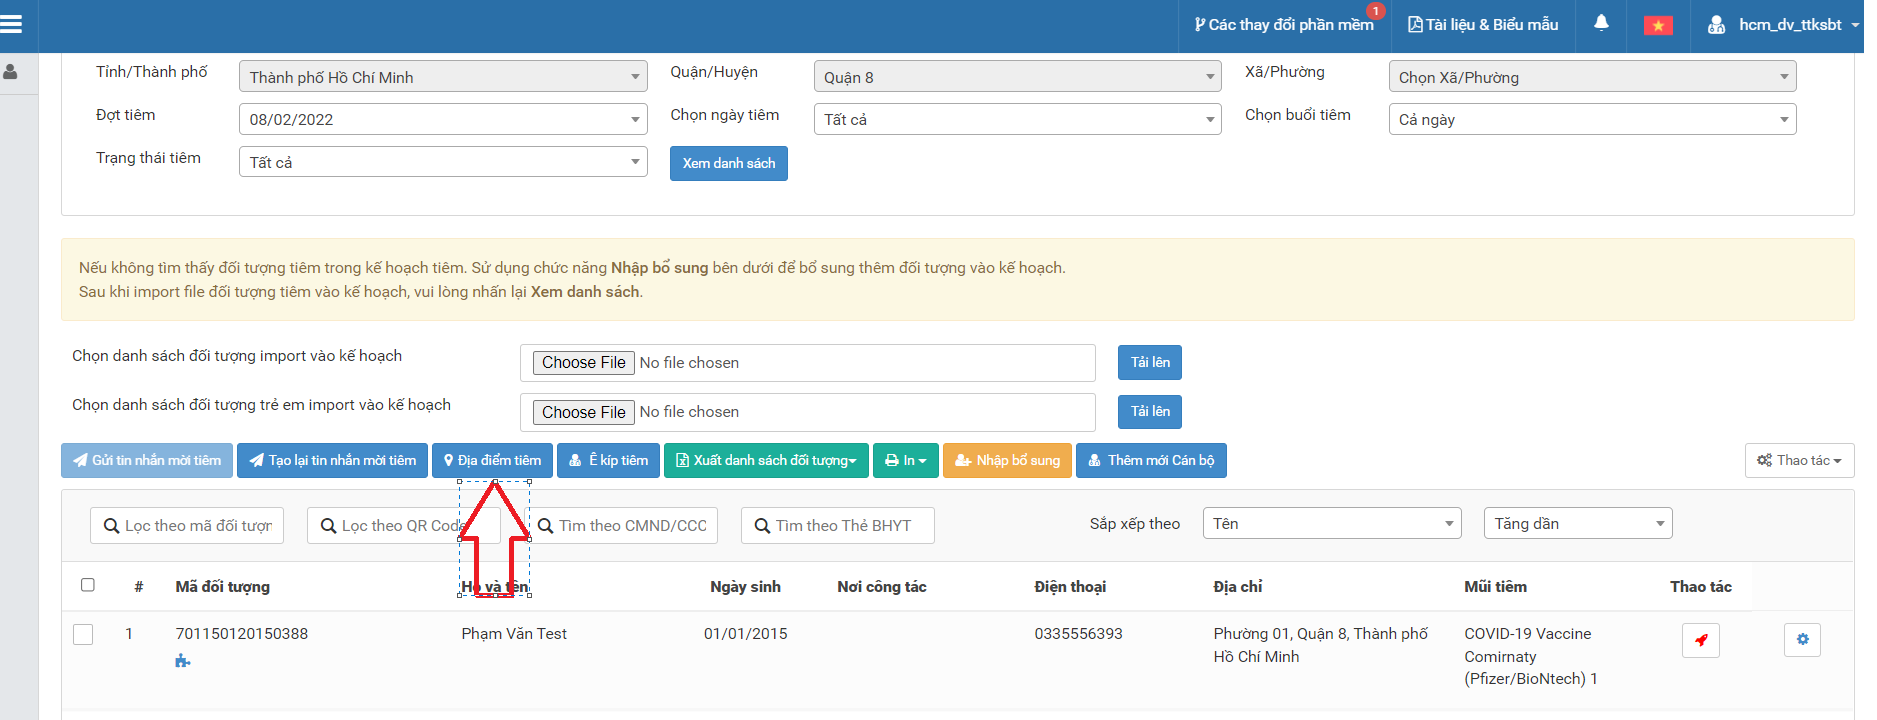 Các thay đổi phần mềm 1 Tài liệu & Biểu mẫu hcm_dv_ttksbt
Tỉnh/Thành phố Thành phố Hồ Chí Minh Quận/Huyện Quận 8 Xã/Phường Chọn Xã/Phường
Đợt tiêm 08/02/2022 Chọn ngày tiêm Tất cả Chọn buổi tiêm Cả ngày
Trạng thái tiêm Tất cả Xem danh sách
Nếu không tìm thấy đối tượng tiêm trong kế hoạch tiêm. Sử dụng chức năng Nhập bổ sung bên dưới để bổ sung thêm đối tượng vào kế hoạch.
Sau khi import file đối tượng tiêm vào kế hoạch, vui lòng nhấn lại Xem danh sách.
Chọn danh sách đối tượng import vào kế hoạch Choose File No file chosen Tải lên
Chọn danh sách đối tượng trẻ em import vào kế hoạch Choose File No file chosen Tải lên
Gửi tin nhắn mời tiêm Tạo lại tin nhắn mời tiêm Địa điểm tiêm Ê kíp tiêm Xuất danh sách đối tượng In Nhập bổ sung Thêm mới Cán bộ Thao tác
Lọc theo mã đối tượn Lọc theo QR Code Tìm theo CMND/CCC Tìm theo Thẻ BHYT Sắp xếp theo Tên Tăng dần
# Mã đối tượng Họ và tên Ngày sinh Nơi công tác Điện thoại Địa chỉ Mũi tiêm Thao tác
1 701150120150388 Phạm Văn Test 01/01/2015 0335556393 Phường 01, Quận 8, Thành phố COVID-19 Vaccine
Hồ Chí Minh Comirnaty
(Pfizer/BioNtech) 1